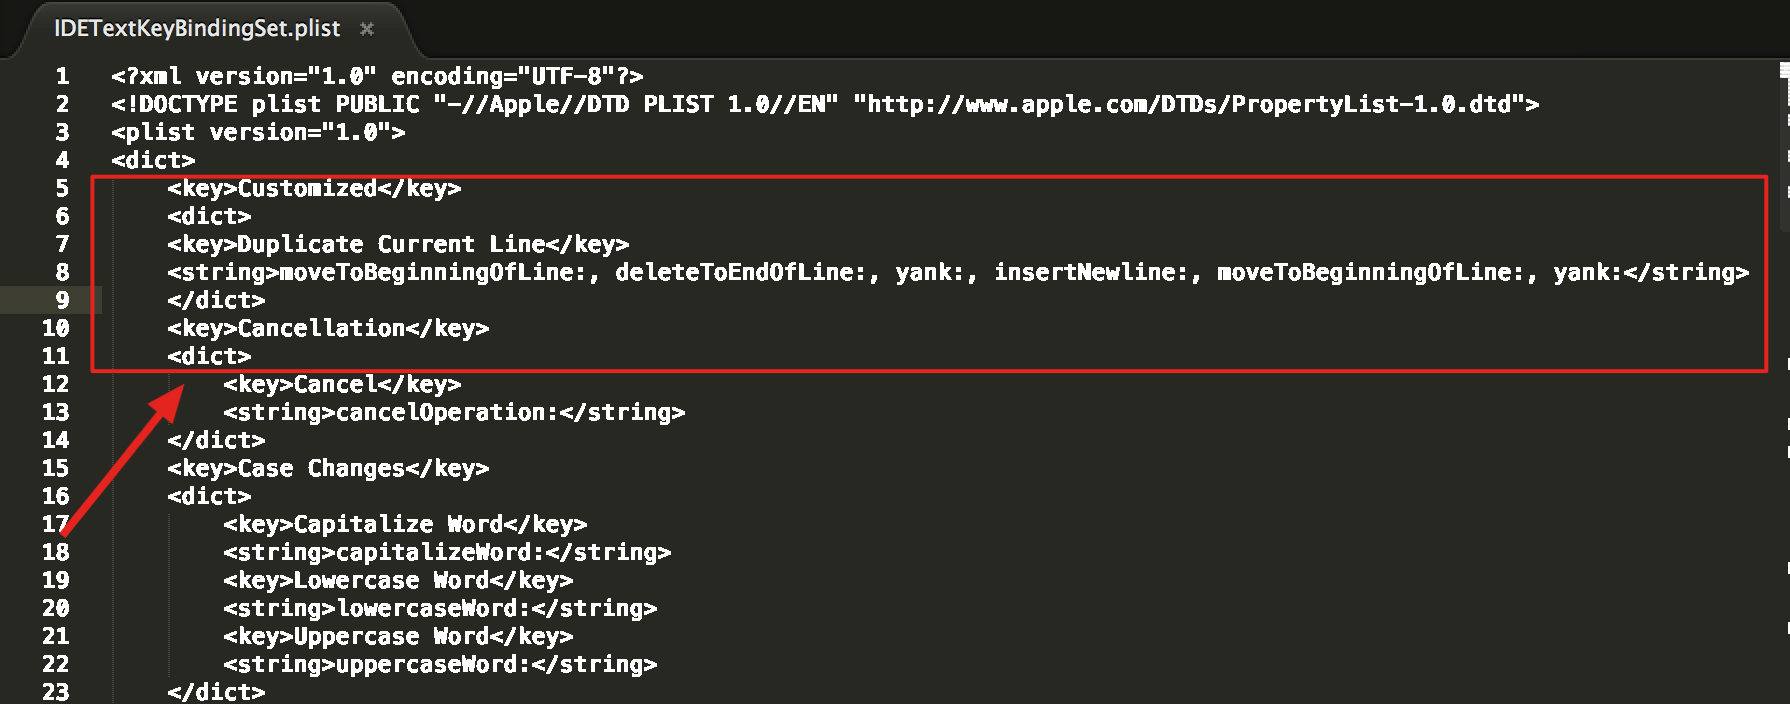 IDETextKeyBindingSet.plist ×
1 <?xml version="1.0" encoding="UTF-8"?>
2 <!DOCTYPE plist PUBLIC "-//Apple//DTD PLIST 1.0//EN" "http://www.apple.com/DTDs/PropertyList-1.0.dtd">
3 <plist version="1.0">
4 <dict>
5 <key>Customized</key>
6 <dict>
7 <key>Duplicate Current Line</key>
8 <string>moveToBeginningOfLine:, deleteToEndOfLine:, yank:, insertNewline:, moveToBeginningOfLine:, yank:</string>
9 </dict>
10 <key>Cancellation</key>
11 <dict>
12 <key>Cancel</key>
13 <string>cancelOperation:</string>
14 </dict>
15 <key>Case Changes</key>
16 <dict>
17 <key>Capitalize Word</key>
18 <string>capitalizeWord:</string>
19 <key>Lowercase Word</key>
20 <string>lowercaseWord:</string>
21 <key>Uppercase Word</key>
22 <string>uppercaseWord:</string>
23 </dict>